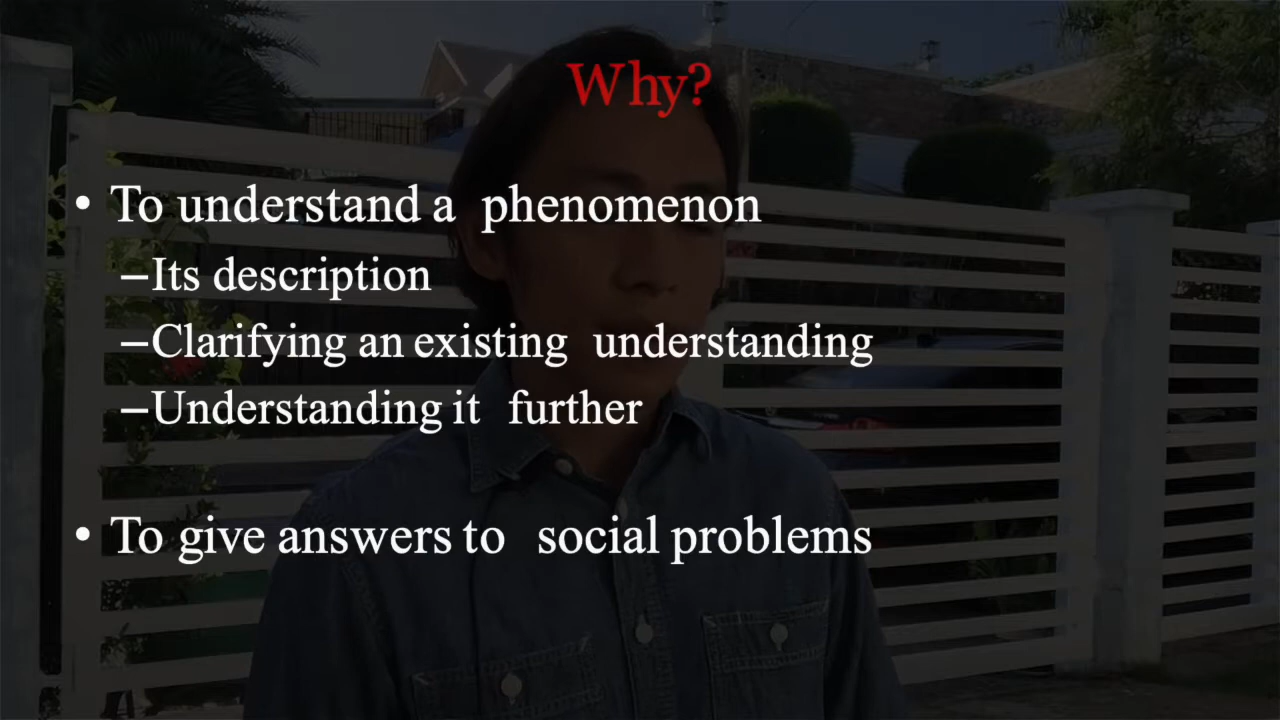 Why?
• To understand a phenomenon
–Its description
–Clarifying an existing understanding
–Understanding it further
• To give answers to social problems